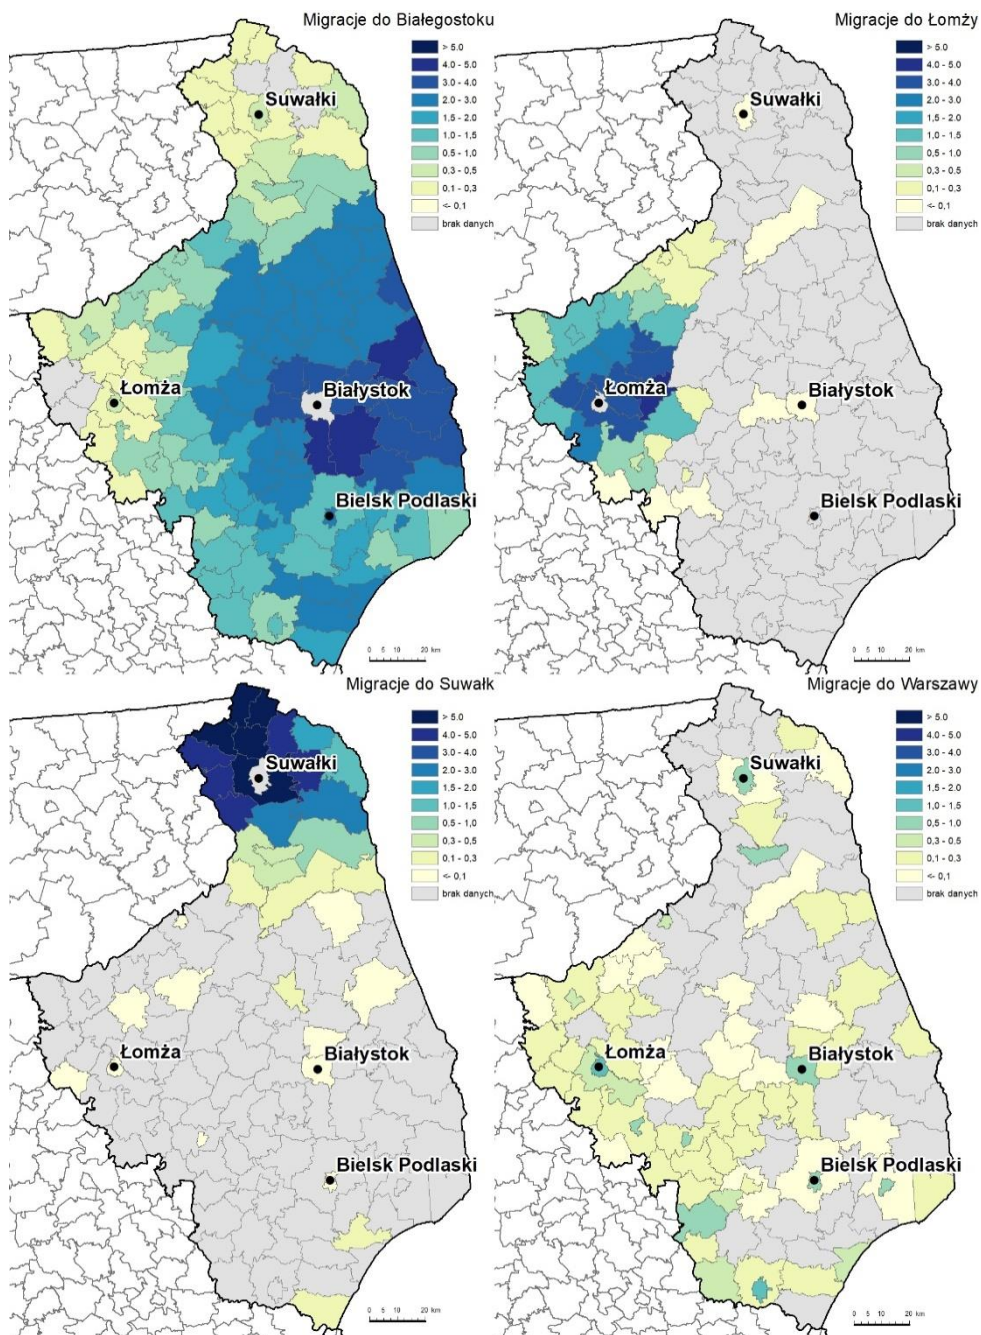 Migracje do Białegostoku
> 5.0
4.0 - 5.0
3.0 - 4.0
2.0 - 3.0
1.5 - 2.0
1.0 - 1,5
0.5 - 1.0
0.3 - 0.5
0.1 - 0.3
<- 0,1
brak danych
Suwałki
Łomża
Białystok
Bielsk Podlaski
0 5 10 20 km
Migracje do Łomży
> 5.0
4.0 - 5.0
3.0 - 4.0
2.0 - 3.0
1.5 - 2.0
1.0 - 1,5
0.5 - 1.0
0.3 - 0.5
0.1 - 0.3
<- 0,1
brak danych
Suwałki
Łomża
Białystok
Bielsk Podlaski
0 5 10 20 km
Migracje do Suwałk
> 5.0
4.0 - 5.0
3.0 - 4.0
2.0 - 3.0
1.5 - 2.0
1.0 - 1,5
0.5 - 1.0
0.3 - 0.5
0.1 - 0.3
<- 0,1
brak danych
Suwałki
Łomża
Białystok
Bielsk Podlaski
0 5 10 20 km
Migracje do Warszawy
> 5.0
4.0 - 5.0
3.0 - 4.0
2.0 - 3.0
1.5 - 2.0
1.0 - 1,5
0.5 - 1.0
0.3 - 0.5
0.1 - 0.3
<- 0,1
brak danych
Suwałki
Łomża
Białystok
Bielsk Podlaski
0 5 10 20 km